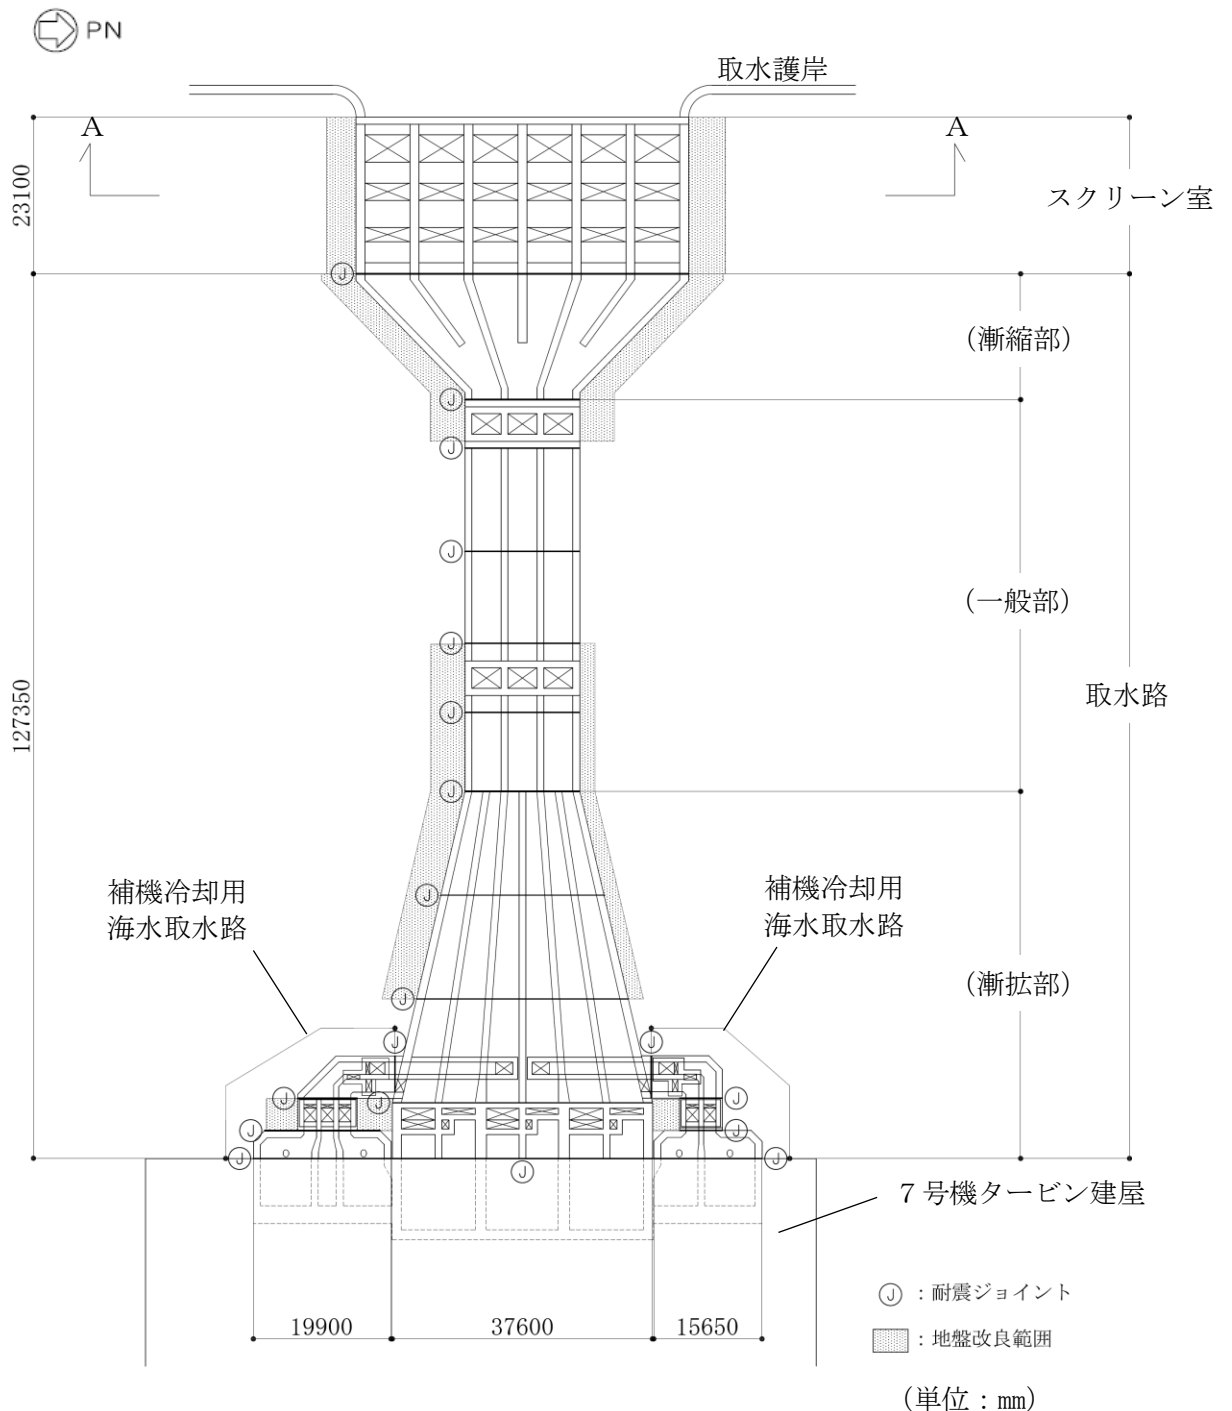 PN
取水護岸
A
A
23100
スクリーン室
J
(漸縮部)
J
J
J
(一般部)
J
127350
取水路
J
J
補機冷却用
海水取水路
補機冷却用
海水取水路
J
(漸拡部)
J
J
J
J
J
J
J
J
J
J
J
７号機タービン建屋
J ：耐震ジョイント
19900
37600
15650
：地盤改良範囲
(単位：mm)